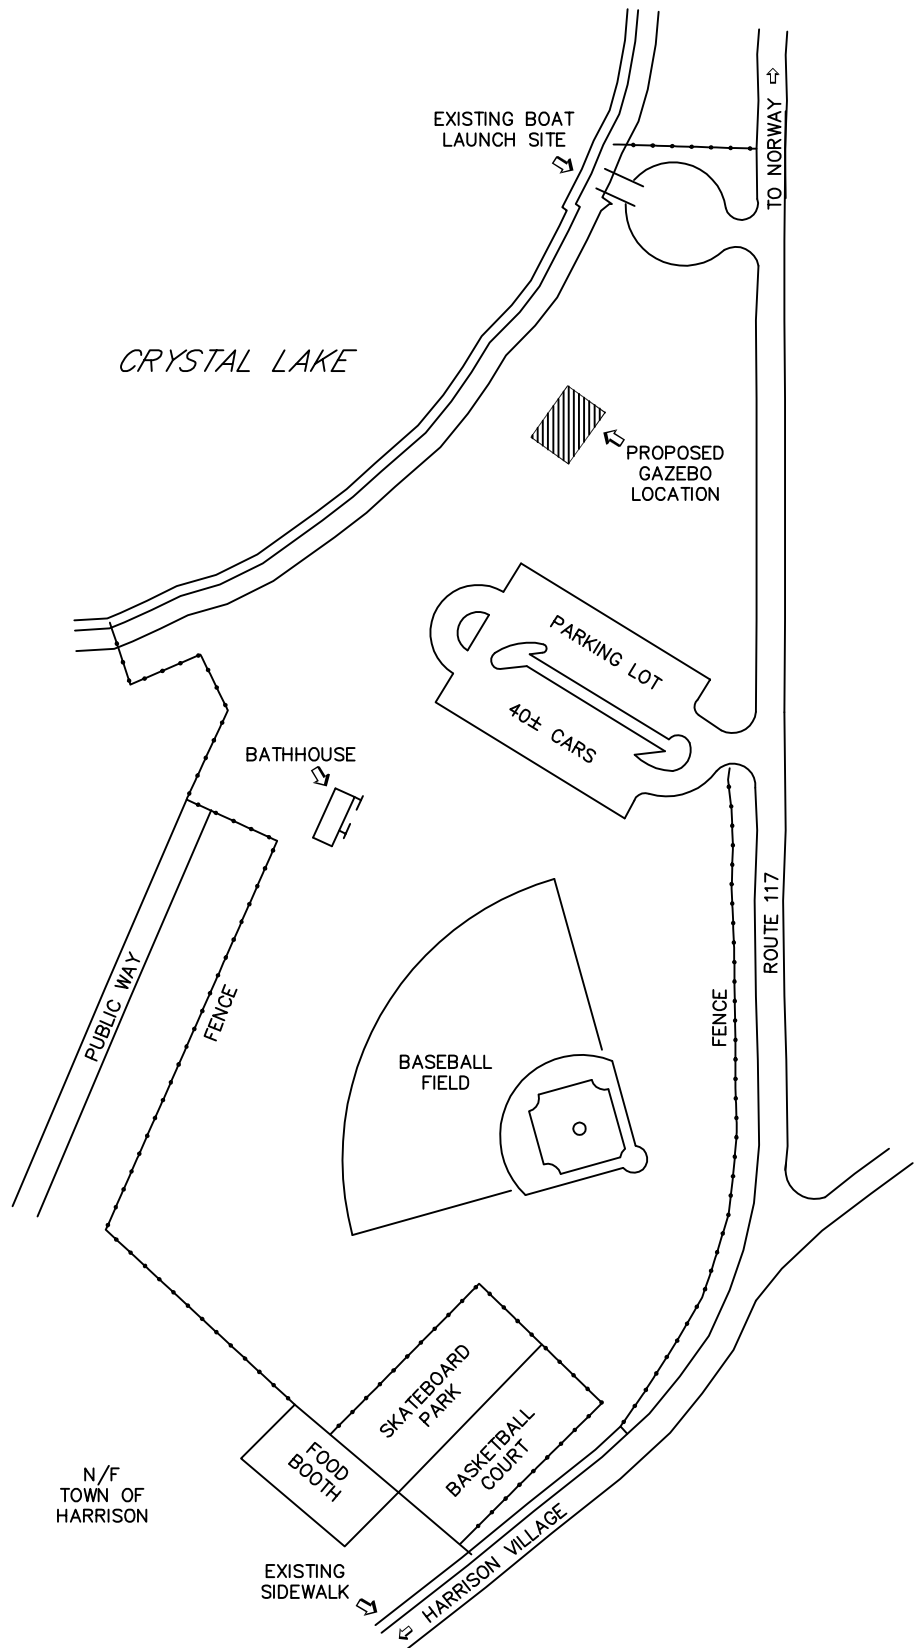 EXISTING BOAT
LAUNCH SITE
TO NORWAY
CRYSTAL LAKE
PROPOSED
GAZEBO
LOCATION
PARKING LOT
40± CARS
BATHHOUSE
ROUTE 117
PUBLIC WAY
FENCE
FENCE
BASEBALL
FIELD
SKATEBOARD
PARK
BASKETBALL
COURT
FOOD
BOOTH
N/F
TOWN OF
HARRISON
HARRISON VILLAGE
EXISTING
SIDEWALK